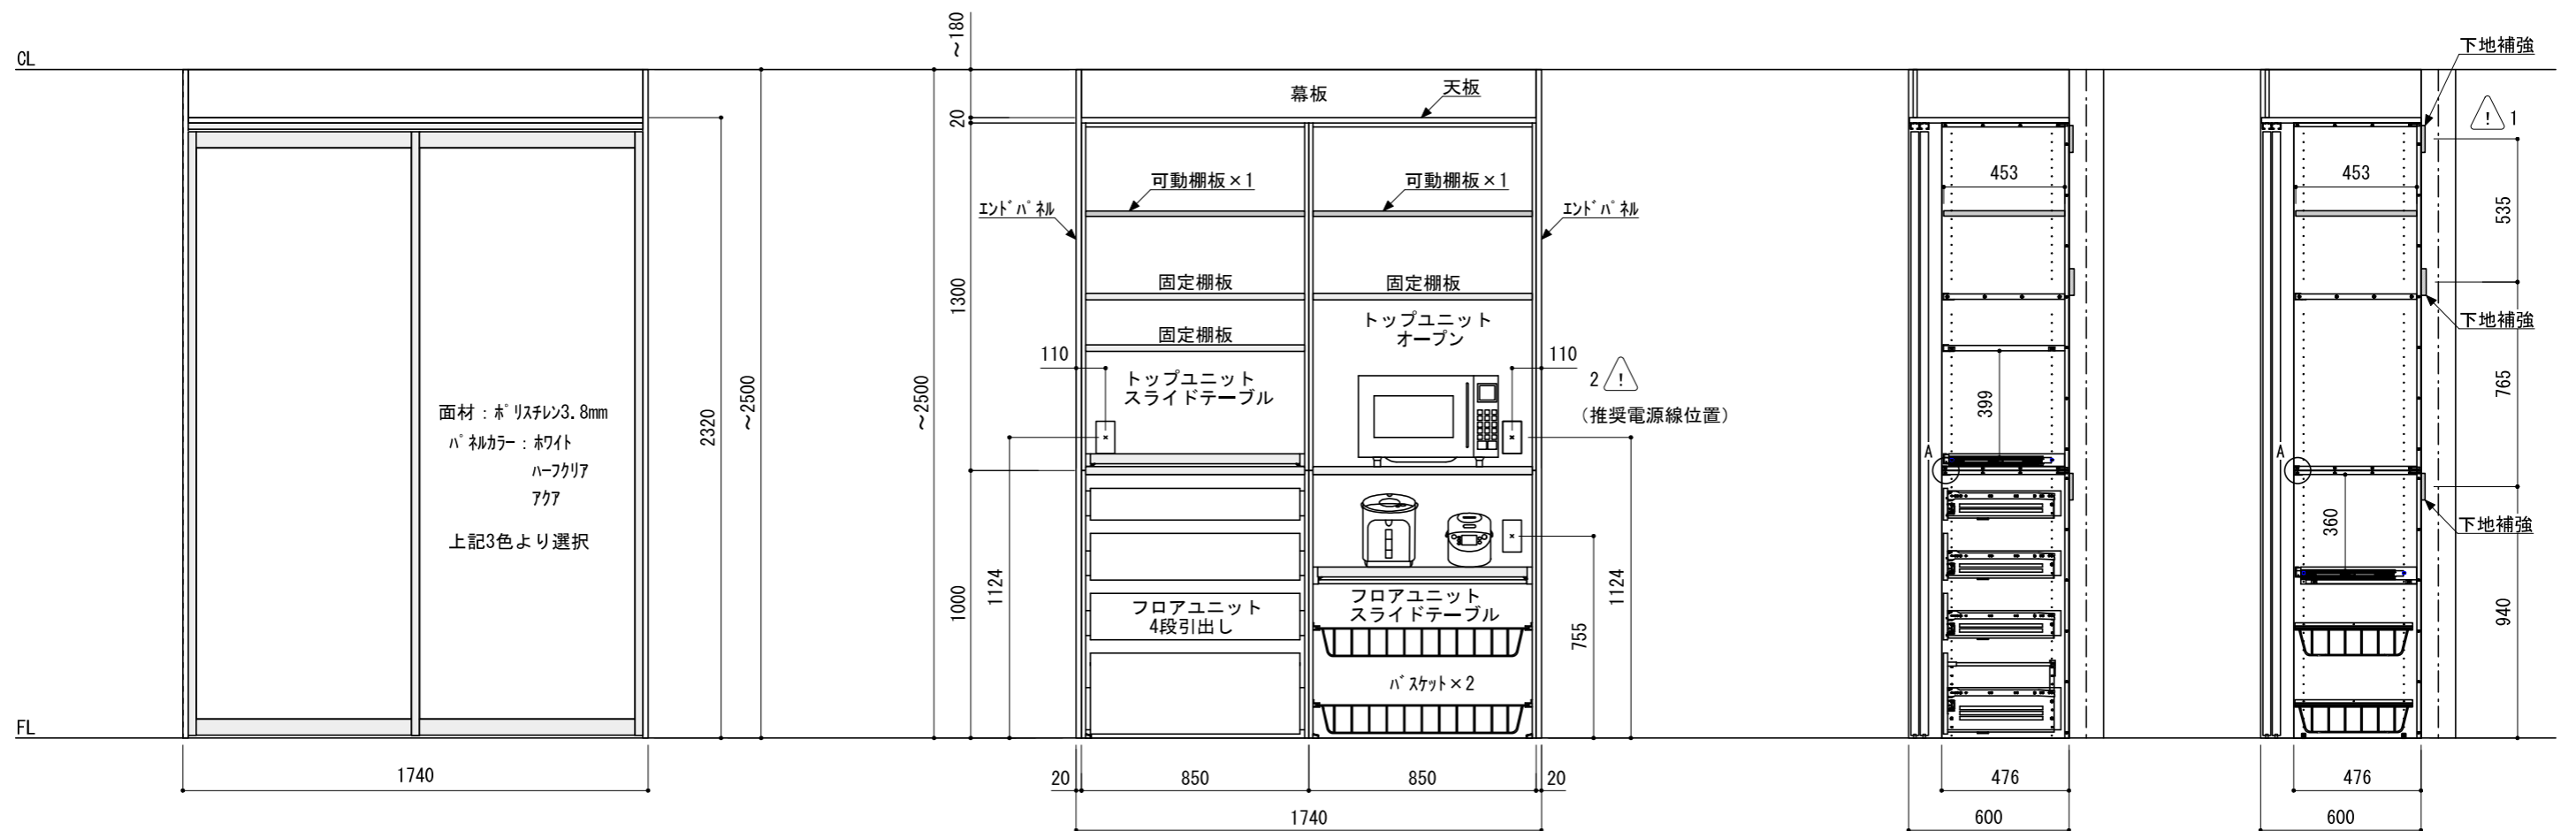 CL
FL
面材：ﾎﾟﾘｽﾁﾚﾝ3.8mm
ﾊﾟﾈﾙｶﾗｰ：ﾎﾜｲﾄ
ﾊｰﾌｸﾘｱ
ｱｸｱ
上記3色より選択
1740
2320
～2500
～2500
～180
20
1300
1000
1124
幕板
天板
可動棚板×1
可動棚板×1
ｴﾝﾄﾞﾊﾟﾈﾙ
ｴﾝﾄﾞﾊﾟﾈﾙ
固定棚板
固定棚板
固定棚板
トップユニット
オープン
110
トップユニット
スライドテーブル
110
2 !
（推奨電源線位置）
フロアユニット
4段引出し
フロアユニット
スライドテーブル
ﾊﾞｽｹｯﾄ×2
755
1124
20
850
850
20
1740
453
399
A
476
600
下地補強
! 1
453
535
下地補強
765
A
360
下地補強
940
476
600